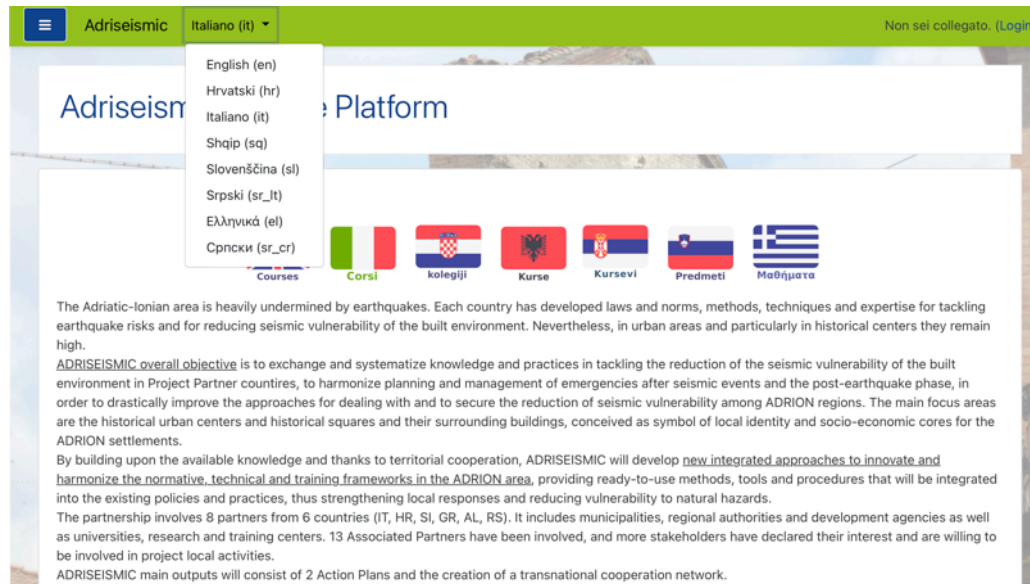 Adriseismic Italiano (it) Non sei collegato. (Login
English (en)
Hrvatski (hr)
Italiano (it)
Shqip (sq)
Slovenščina (sl)
Srpski (sr_lt)
Ελληνικά (el)
Српски (sr_cr)
Platform
Courses Corsi kolegiji Kurse Kursevi Predmeti Μαθήματα
The Adriatic-Ionian area is heavily undermined by earthquakes. Each country has developed laws and norms, methods, techniques and expertise for tackling
earthquake risks and for reducing seismic vulnerability of the built environment. Nevertheless, in urban areas and particularly in historical centers they remain
high.
ADRISEISMIC overall objective is to exchange and systematize knowledge and practices in tackling the reduction of the seismic vulnerability of the built
environment in Project Partner countires, to harmonize planning and management of emergencies after seismic events and the post-earthquake phase, in
order to drastically improve the approaches for dealing with and to secure the reduction of seismic vulnerability among ADRION regions. The main focus areas
are the historical urban centers and historical squares and their surrounding buildings, conceived as symbol of local identity and socio-economic cores for the
ADRION settlements.
By building upon the available knowledge and thanks to territorial cooperation, ADRISEISMIC will develop new integrated approaches to innovate and
harmonize the normative, technical and training frameworks in the ADRION area, providing ready-to-use methods, tools and procedures that will be integrated
into the existing policies and practices, thus strengthening local responses and reducing vulnerability to natural hazards.
The partnership involves 8 partners from 6 countries (IT, HR, SI, GR, AL, RS). It includes municipalities, regional authorities and development agencies as well
as universities, research and training centers. 13 Associated Partners have been involved, and more stakeholders have declared their interest and are willing to
be involved in project local activities.
ADRISEISMIC main outputs will consist of 2 Action Plans and the creation of a transnational cooperation network.